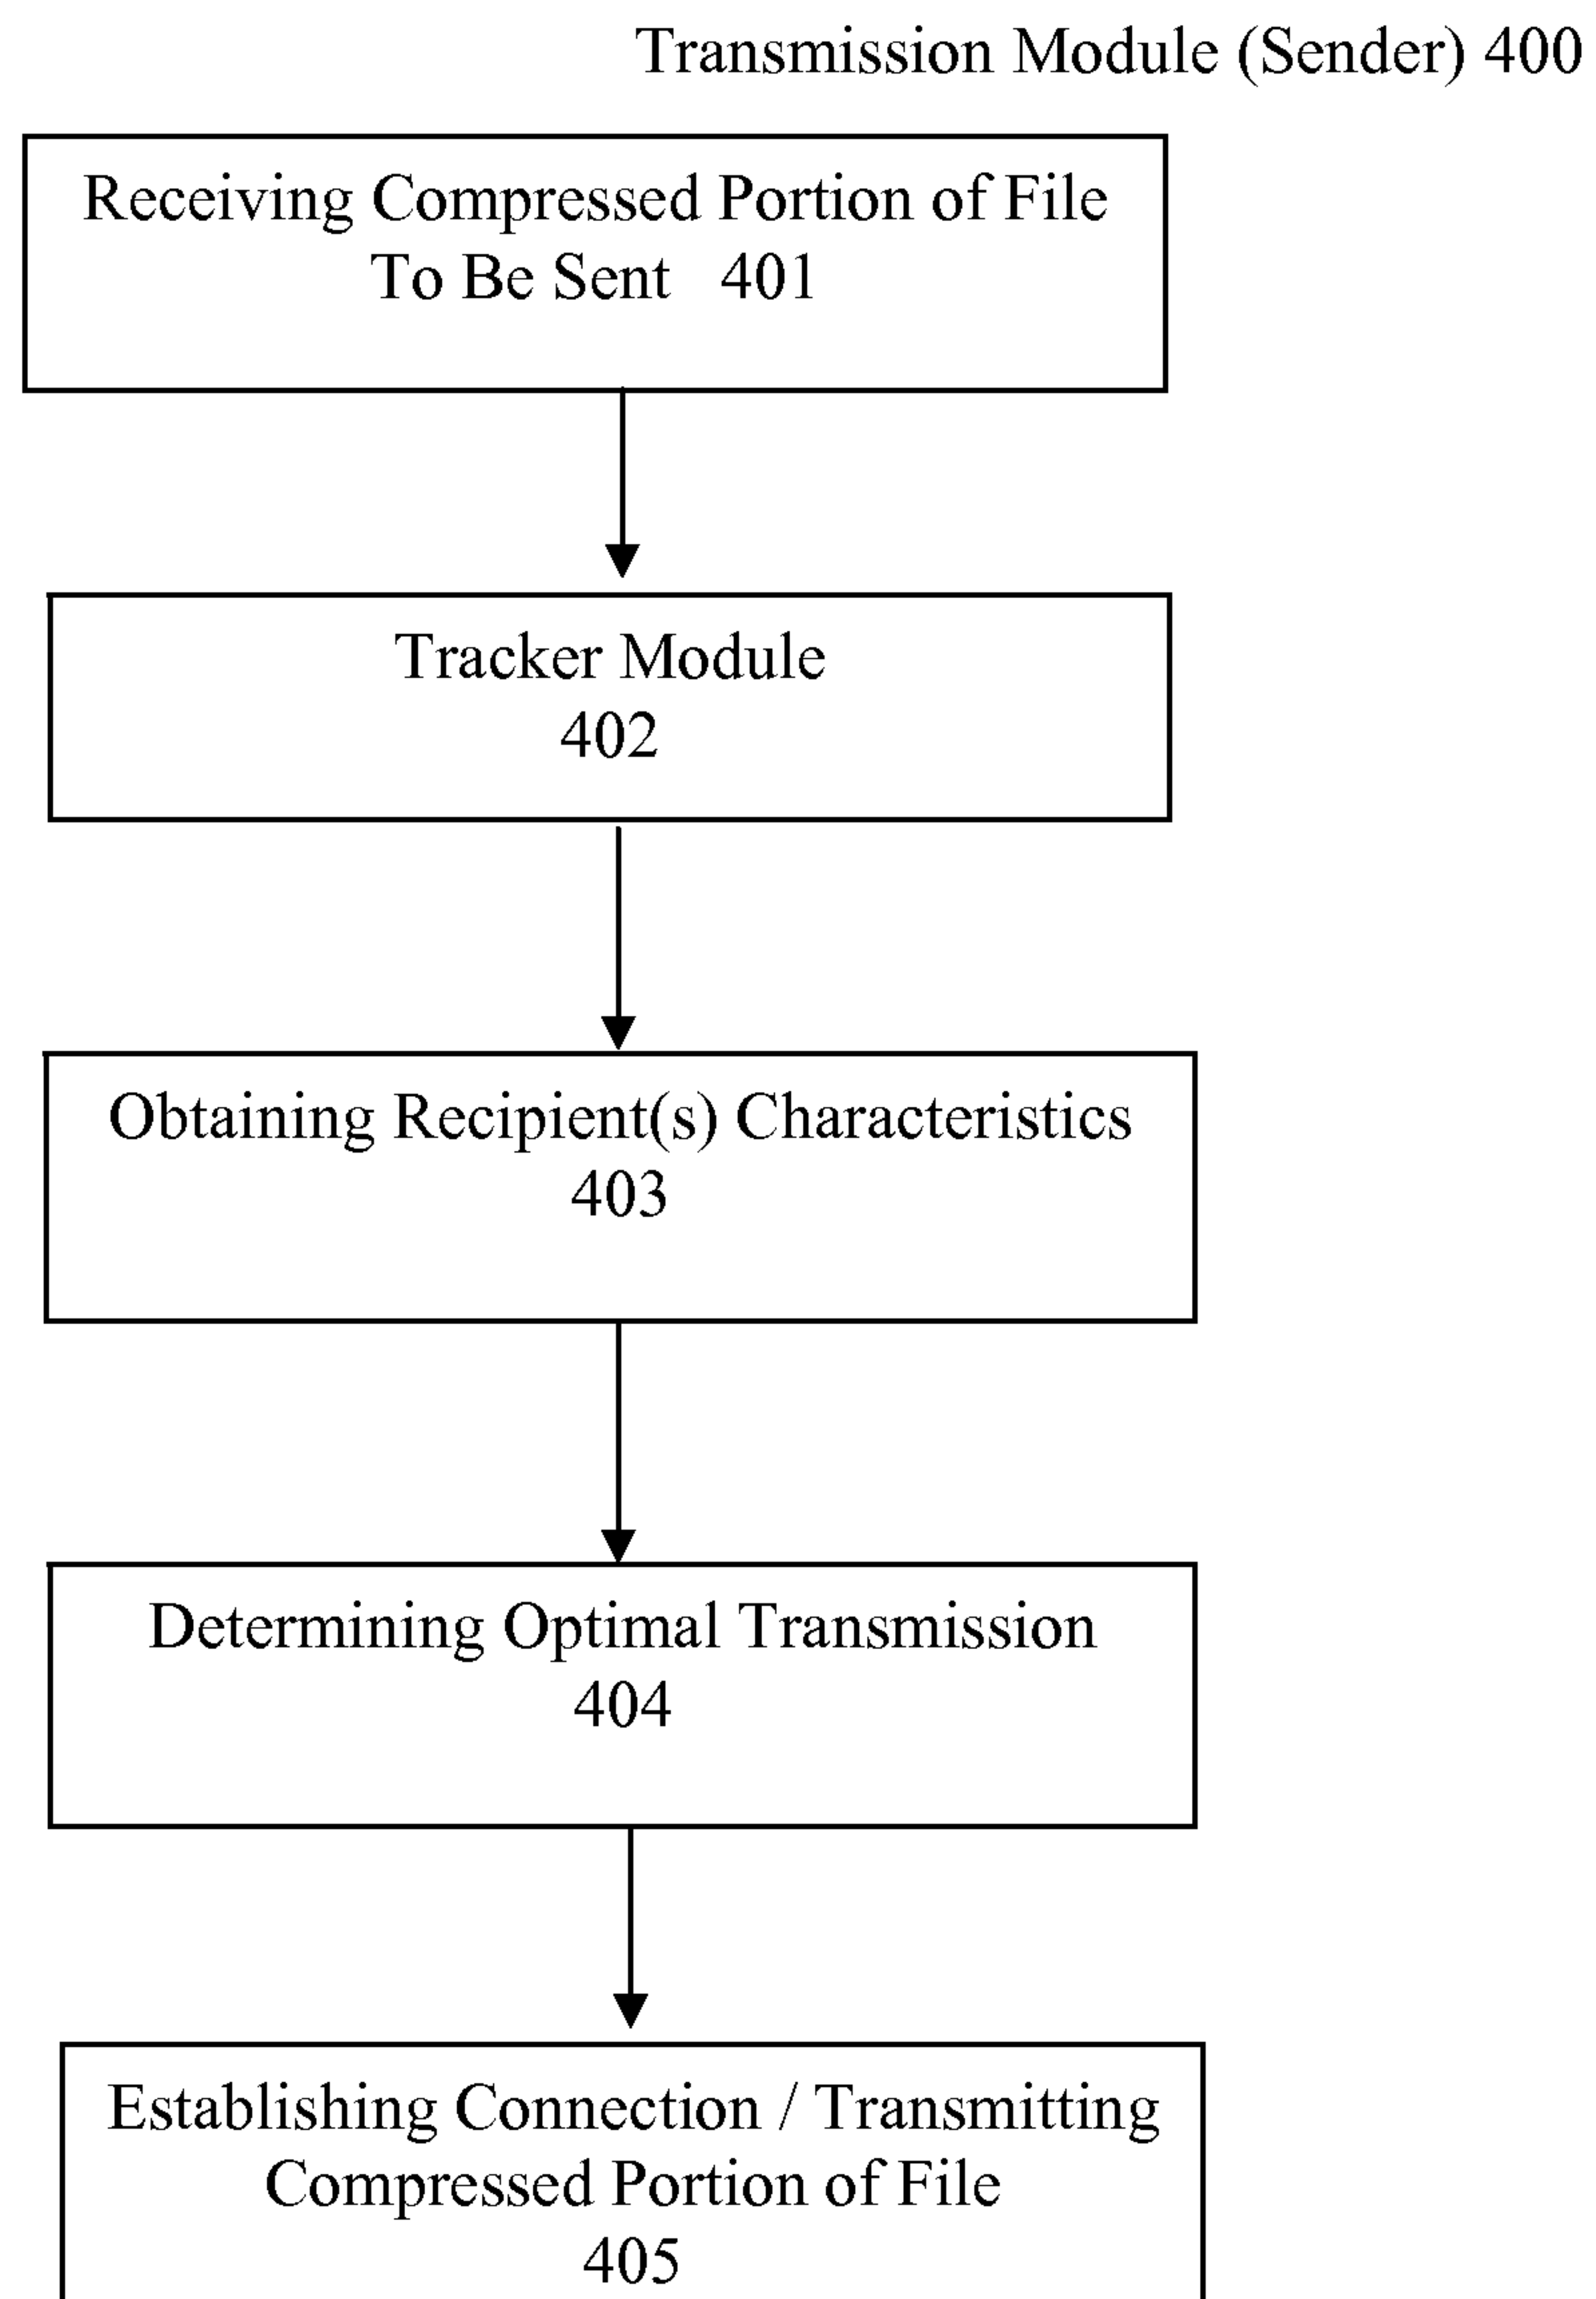 Transmission Module (Sender) 400
Receiving Compressed Portion of File
To Be Sent 401
Tracker Module
402
Obtaining Recipient(s) Characteristics
403
Determining Optimal Transmission
404
Establishing Connection / Transmitting
Compressed Portion of File
405